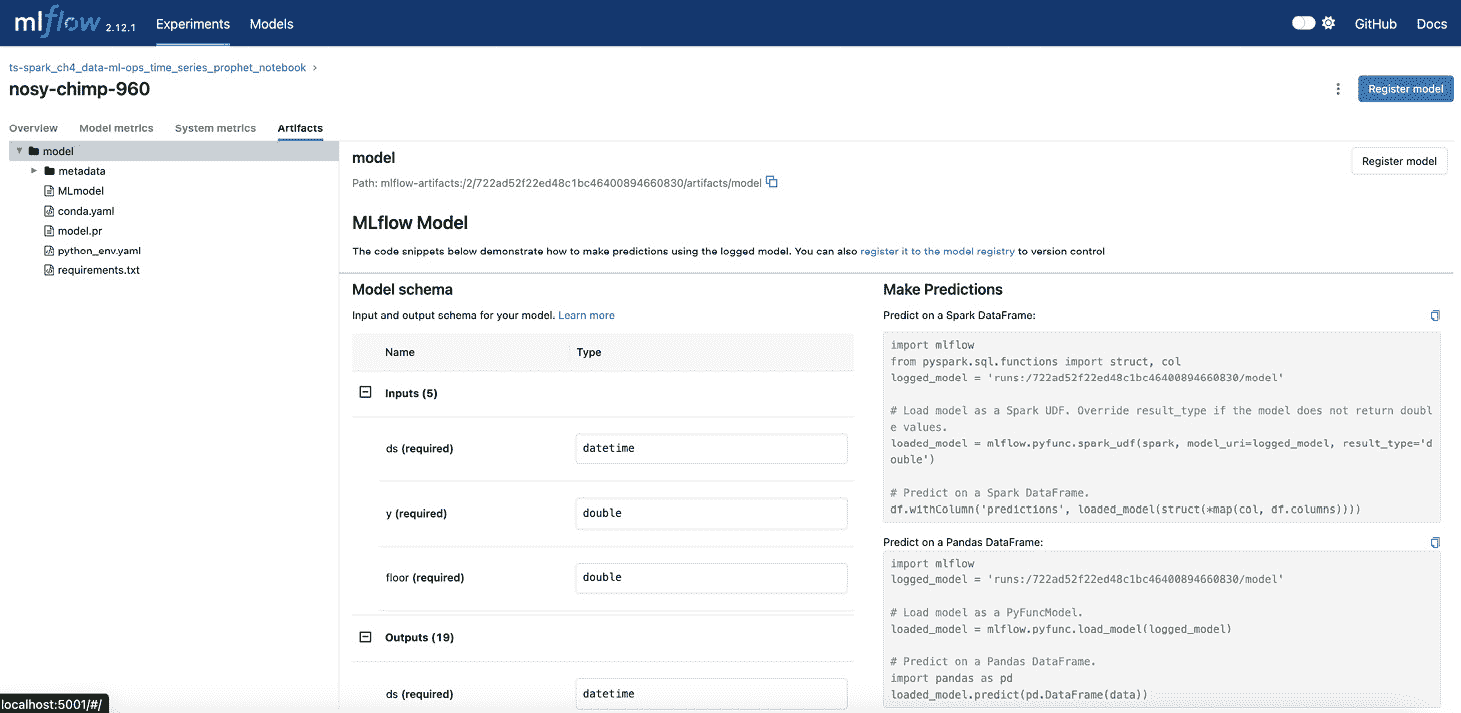 mlflow 2.12.1 Experiments Models GitHub Docs
ts-spark_ch4_data-ml-ops_time_series_prophet_notebook >
nosy-chimp-960
Register model
Overview Model metrics System metrics Artifacts
model
metadata
MLmodel
conda.yaml
model.pr
python_env.yaml
requirements.txt
model
Register model
Path: mlflow-artifacts:/2/722ad52f22ed48c1bc46400894660830/artifacts/model
MLflow Model
The code snippets below demonstrate how to make predictions using the logged model. You can also register it to the model registry to version control
Model schema
Input and output schema for your model. Learn more
Name Type
Inputs (5)
ds (required) datetime
y (required) double
floor (required) double
Outputs (19)
ds (required) datetime
Make Predictions
Predict on a Spark DataFrame:
import mlflow
from pyspark.sql.functions import struct, col
logged_model = 'runs:/722ad52f22ed48c1bc46400894660830/model'
# Load model as a Spark UDF. Override result_type if the model does not return doubl
e values.
loaded_model = mlflow.pyfunc.spark_udf(spark, model_uri=logged_model, result_type='d
ouble')
# Predict on a Spark DataFrame.
df.withColumn('predictions', loaded_model(struct(*map(col, df.columns))))
Predict on a Pandas DataFrame:
import mlflow
logged_model = 'runs:/722ad52f22ed48c1bc46400894660830/model'
# Load model as a PyFuncModel.
loaded_model = mlflow.pyfunc.load_model(logged_model)
# Predict on a Pandas DataFrame.
import pandas as pd
loaded_model.predict(pd.DataFrame(data))
localhost:5001/#/